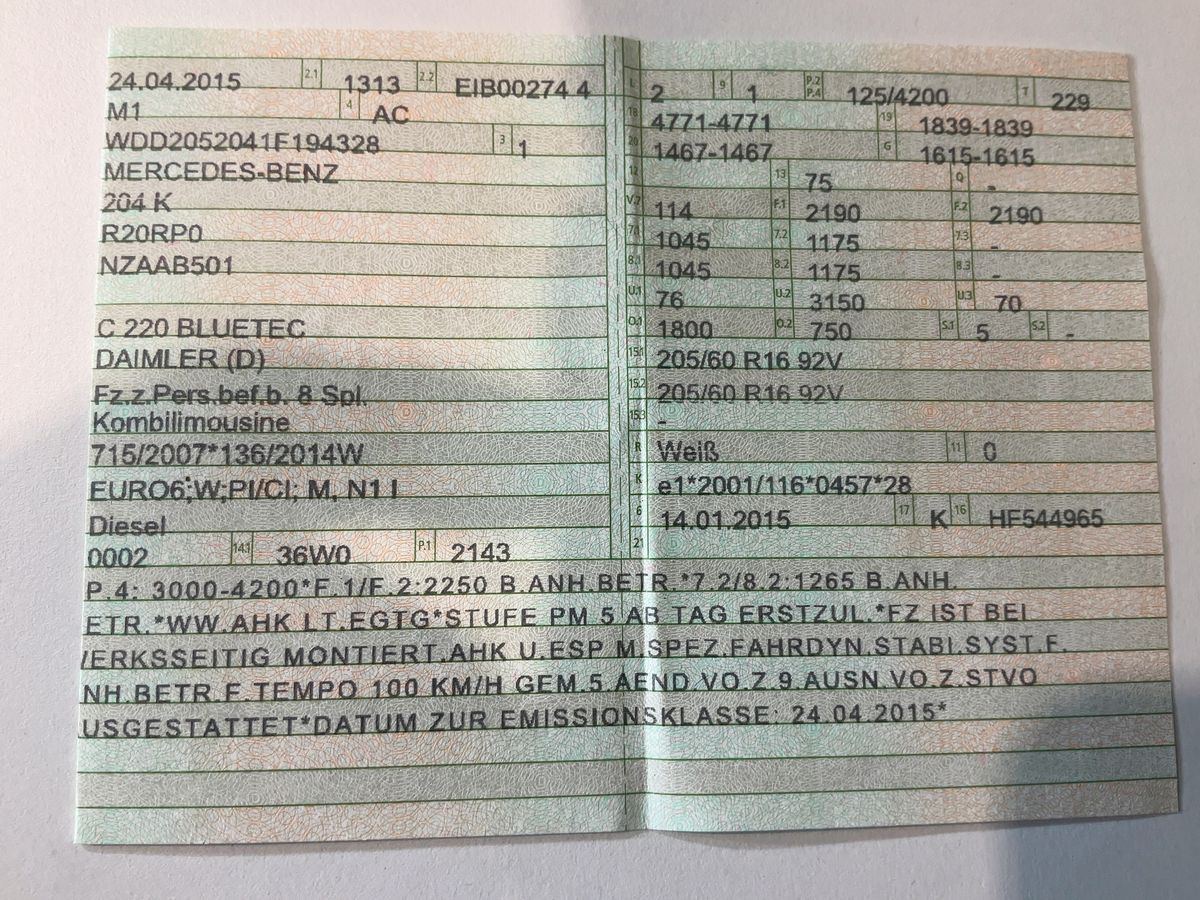 24.04.2015 2.1 1313 2.2 EIB00274 4
M1 4 AC
WDD2052041F194328 3 1
MERCEDES-BENZ
204 K
R20RP0
NZAAB501
C 220 BLUETEC
DAIMLER (D)
Fz.z.Pers.bef.b. 8 Spl.
Kombilimousine
715/2007*136/2014W
EURO6;W;PI/CI; M, N1 I
Diesel
0002 14.1 36W0 P.1 2143
L 2 9 1 P.2 P.4 125/4200 T 229
18 4771-4771 19 1839-1839
20 1467-1467 G 1615-1615
12 13 75 Q -
V.7 114 F.1 2190 F.2 2190
7.1 1045 7.2 1175 7.3 -
8.1 1045 8.2 1175 8.3 -
U.1 76 U.2 3150 U.3 70
O.1 1800 O.2 750 S.1 5 S.2 -
15.1 205/60 R16 92V
15.2 205/60 R16 92V
15.3 -
R Weiß 11 0
K e1*2001/116*0457*28
6 14.01.2015 17 K 16 HF544965
21
P.4: 3000-4200*F.1/F.2:2250 B.ANH.BETR.*7.2/8.2:1265 B.ANH.
ETR.*WW.AHK LT.EGTG*STUFE PM 5 AB TAG ERSTZUL.*FZ IST BEI
ERKSSEITIG MONTIERT.AHK U.ESP M.SPEZ.FAHRDYN.STABI.SYST.F.
NH.BETR.F.TEMPO 100 KM/H GEM.5.AEND.VO.Z.9.AUSN.VO.Z.STVO
USGESTATTET*DATUM ZUR EMISSIONSKLASSE: 24.04.2015*